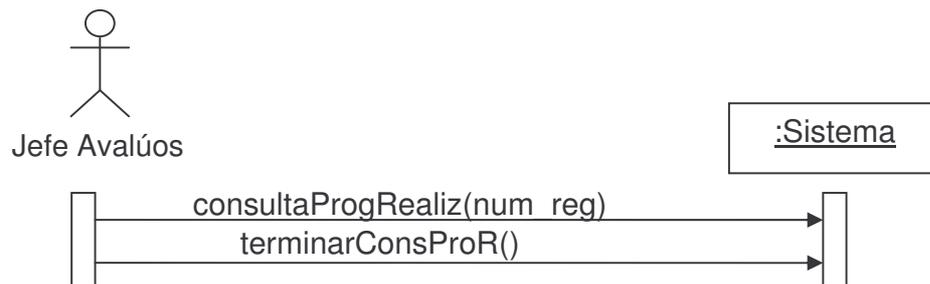 Jefe Avalúos
:Sistema
consultaProgRealiz(num_reg)
terminarConsProR()